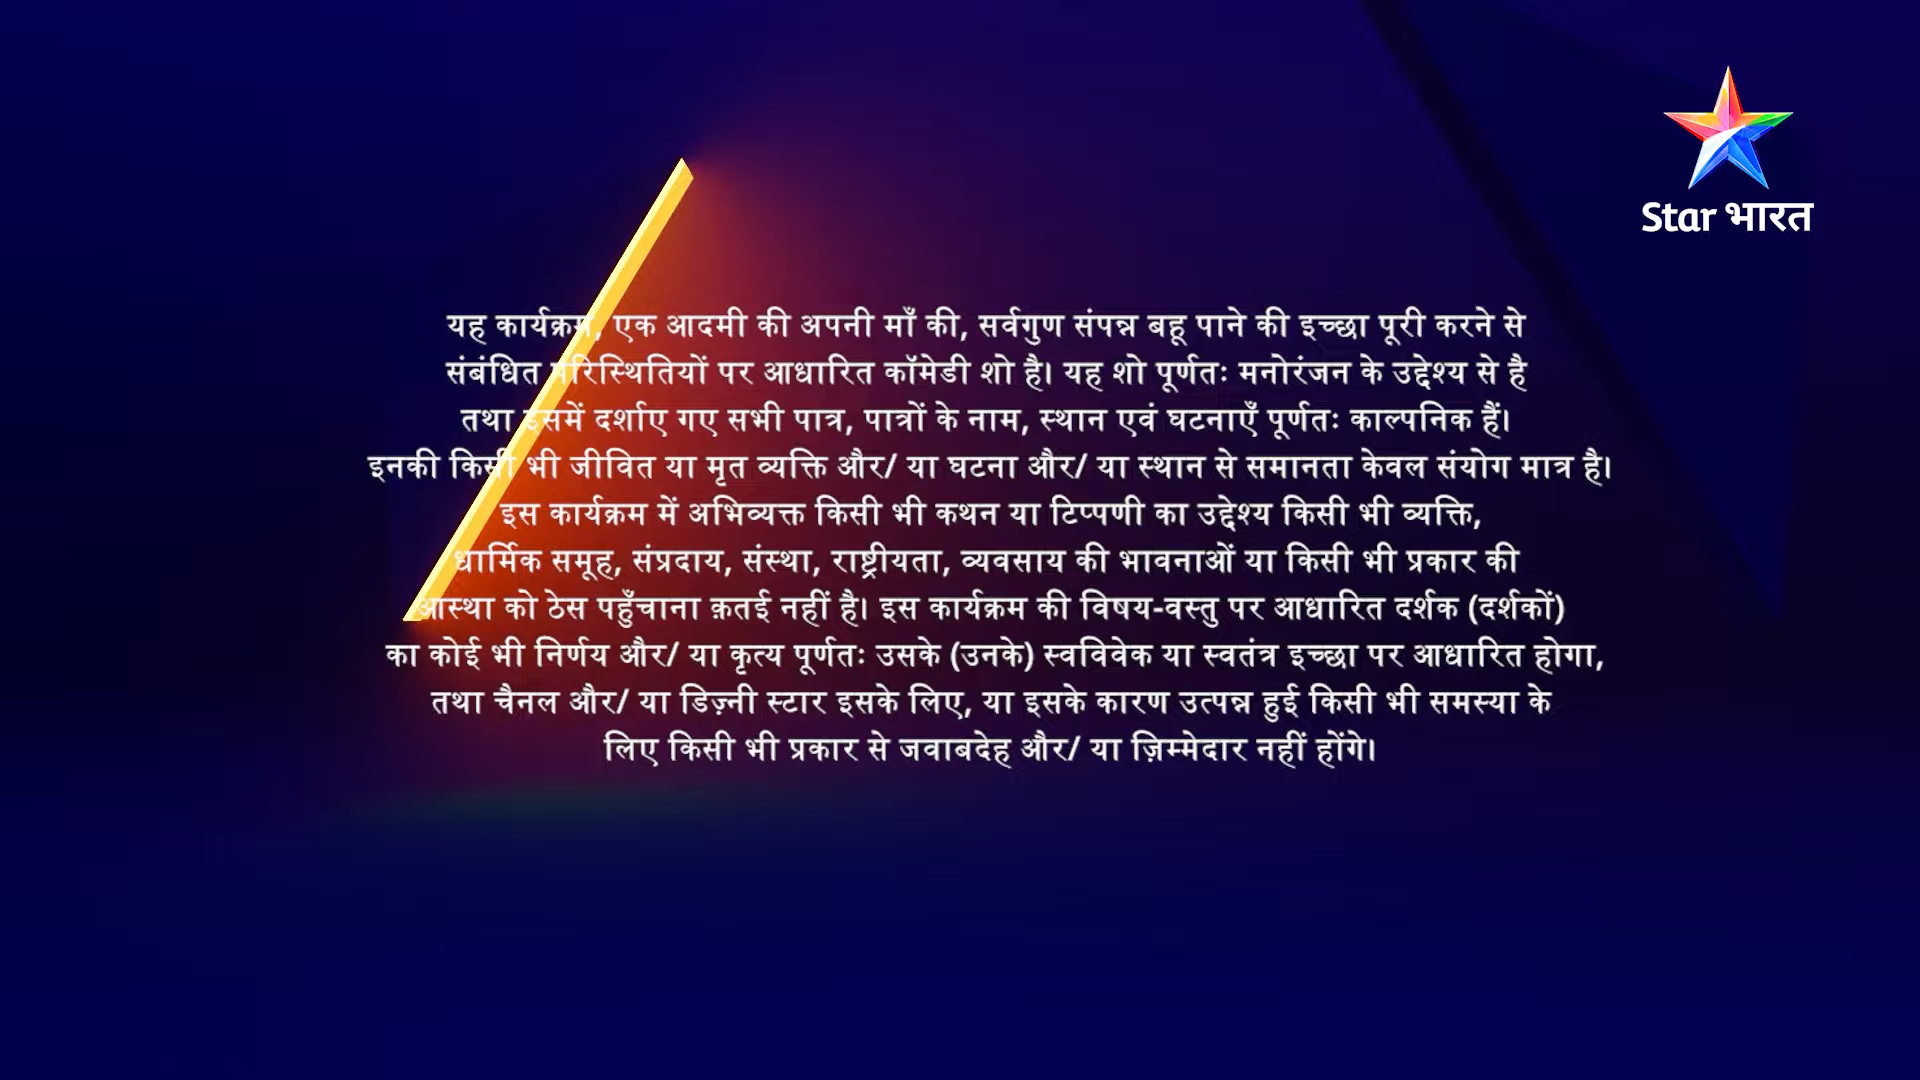 Star भारत
यह कार्यक्रम, एक आदमी की अपनी माँ की, सर्वगुण संपन्न बहू पाने की इच्छा पूरी करने से
संबंधित परिस्थितियों पर आधारित कॉमेडी शो है। यह शो पूर्णतः मनोरंजन के उद्देश्य से है
तथा इसमें दर्शाए गए सभी पात्र, पात्रों के नाम, स्थान एवं घटनाएँ पूर्णतः काल्पनिक हैं।
इनकी किसी भी जीवित या मृत व्यक्ति और/ या घटना और/ या स्थान से समानता केवल संयोग मात्र है।
इस कार्यक्रम में अभिव्यक्त किसी भी कथन या टिप्पणी का उद्देश्य किसी भी व्यक्ति,
धार्मिक समूह, संप्रदाय, संस्था, राष्ट्रीयता, व्यवसाय की भावनाओं या किसी भी प्रकार की
आस्था को ठेस पहुँचाना क़तई नहीं है। इस कार्यक्रम की विषय-वस्तु पर आधारित दर्शक (दर्शकों)
का कोई भी निर्णय और/ या कृत्य पूर्णतः उसके (उनके) स्वविवेक या स्वतंत्र इच्छा पर आधारित होगा,
तथा चैनल और/ या डिज़्नी स्टार इसके लिए, या इसके कारण उत्पन्न हुई किसी भी समस्या के
लिए किसी भी प्रकार से जवाबदेह और/ या ज़िम्मेदार नहीं होंगे।